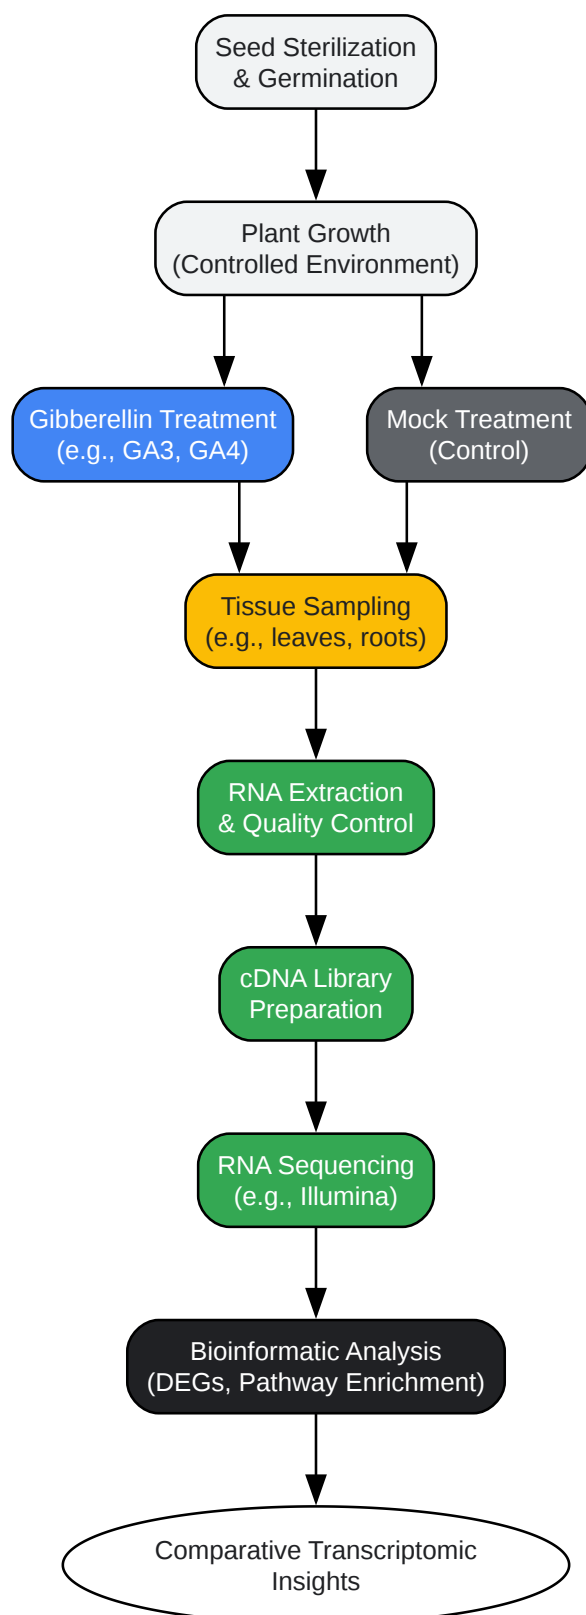 Seed Sterilization
& Germination
Plant Growth
(Controlled Environment)
Gibberellin Treatment
(e.g., GA3, GA4)
Mock Treatment
(Control)
Tissue Sampling
(e.g., leaves, roots)
RNA Extraction
& Quality Control
cDNA Library
Preparation
RNA Sequencing
(e.g., Illumina)
Bioinformatic Analysis
(DEGs, Pathway Enrichment)
Comparative Transcriptomic
Insights